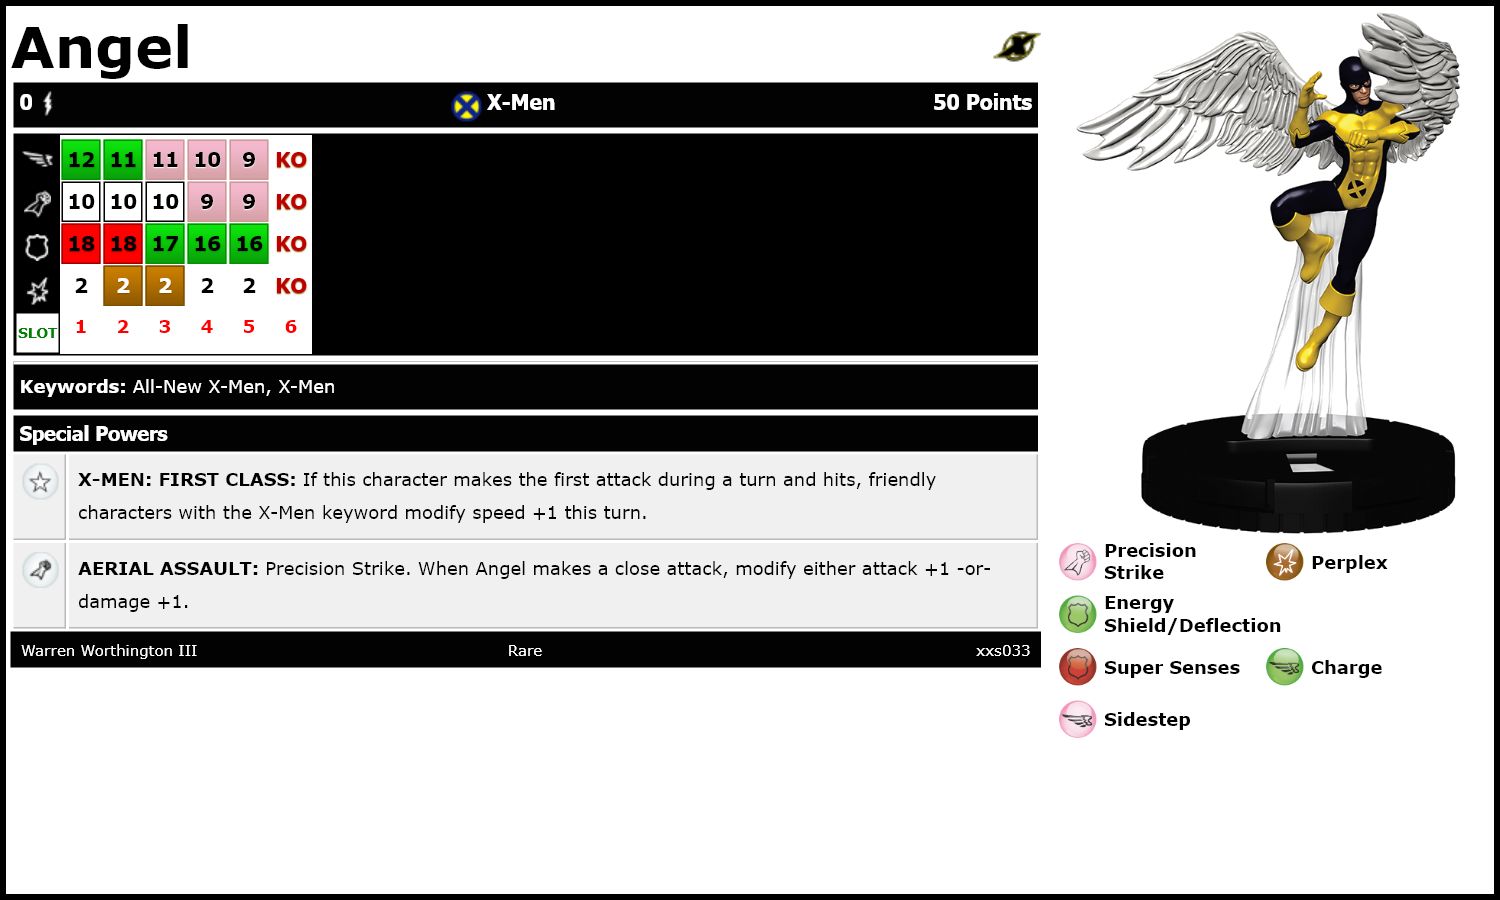 Angel
0 X-Men 50 Points
12 11 11 10 9 KO
10 10 10 9 9 KO
18 18 17 16 16 KO
2 2 2 2 2 KO
SLOT 1 2 3 4 5 6
Keywords: All-New X-Men, X-Men
Special Powers
X-MEN: FIRST CLASS: If this character makes the first attack during a turn and hits, friendly
characters with the X-Men keyword modify speed +1 this turn.
AERIAL ASSAULT: Precision Strike. When Angel makes a close attack, modify either attack +1 -or-
damage +1.
Warren Worthington III Rare xxs033
Precision
Strike
Perplex
Energy
Shield/Deflection
Super Senses
Charge
Sidestep